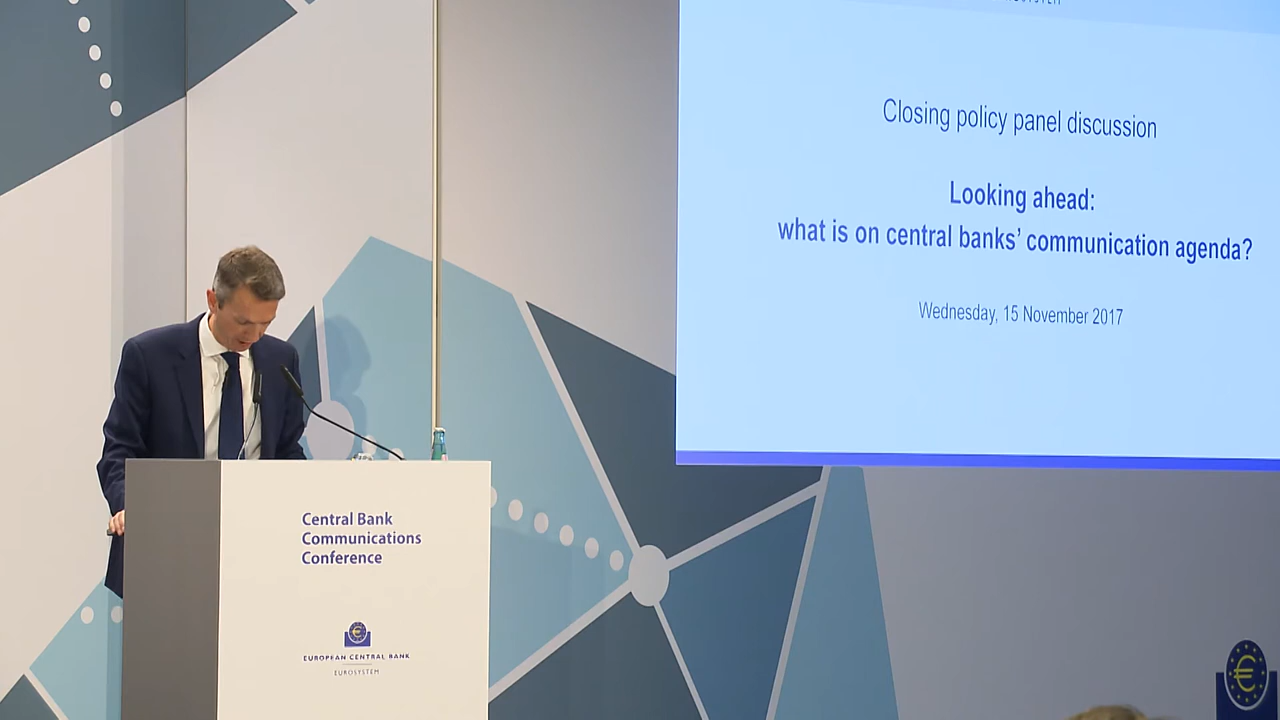 Closing policy panel discussion
Looking ahead:
what is on central banks’ communication agenda?
Wednesday, 15 November 2017
Central Bank
Communications
Conference
EUROPEAN CENTRAL BANK
EUROSYSTEM